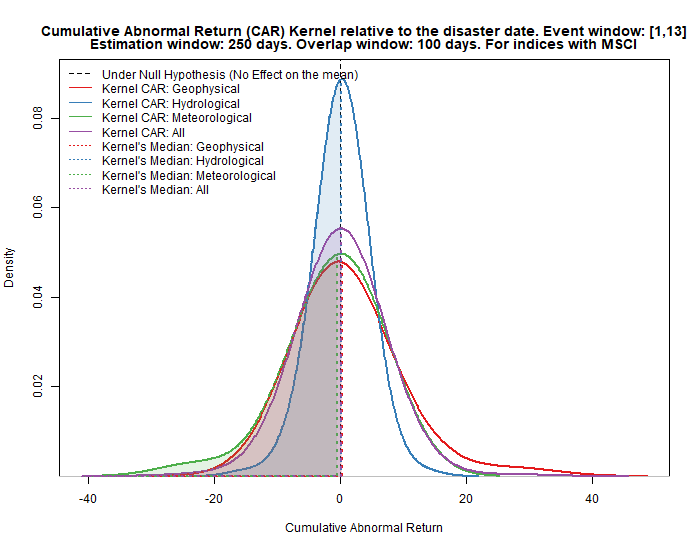 Cumulative Abnormal Return (CAR) Kernel relative to the disaster date. Event window: [1,13]
Estimation window: 250 days. Overlap window: 100 days. For indices with MSCI
Under Null Hypothesis (No Effect on the mean)
Kernel CAR: Geophysical
Kernel CAR: Hydrological
Kernel CAR: Meteorological
Kernel CAR: All
Kernel's Median: Geophysical
Kernel's Median: Hydrological
Kernel's Median: Meteorological
Kernel's Median: All
0.08
0.06
0.04
0.02
Density
-40 -20 0 20 40
Cumulative Abnormal Return